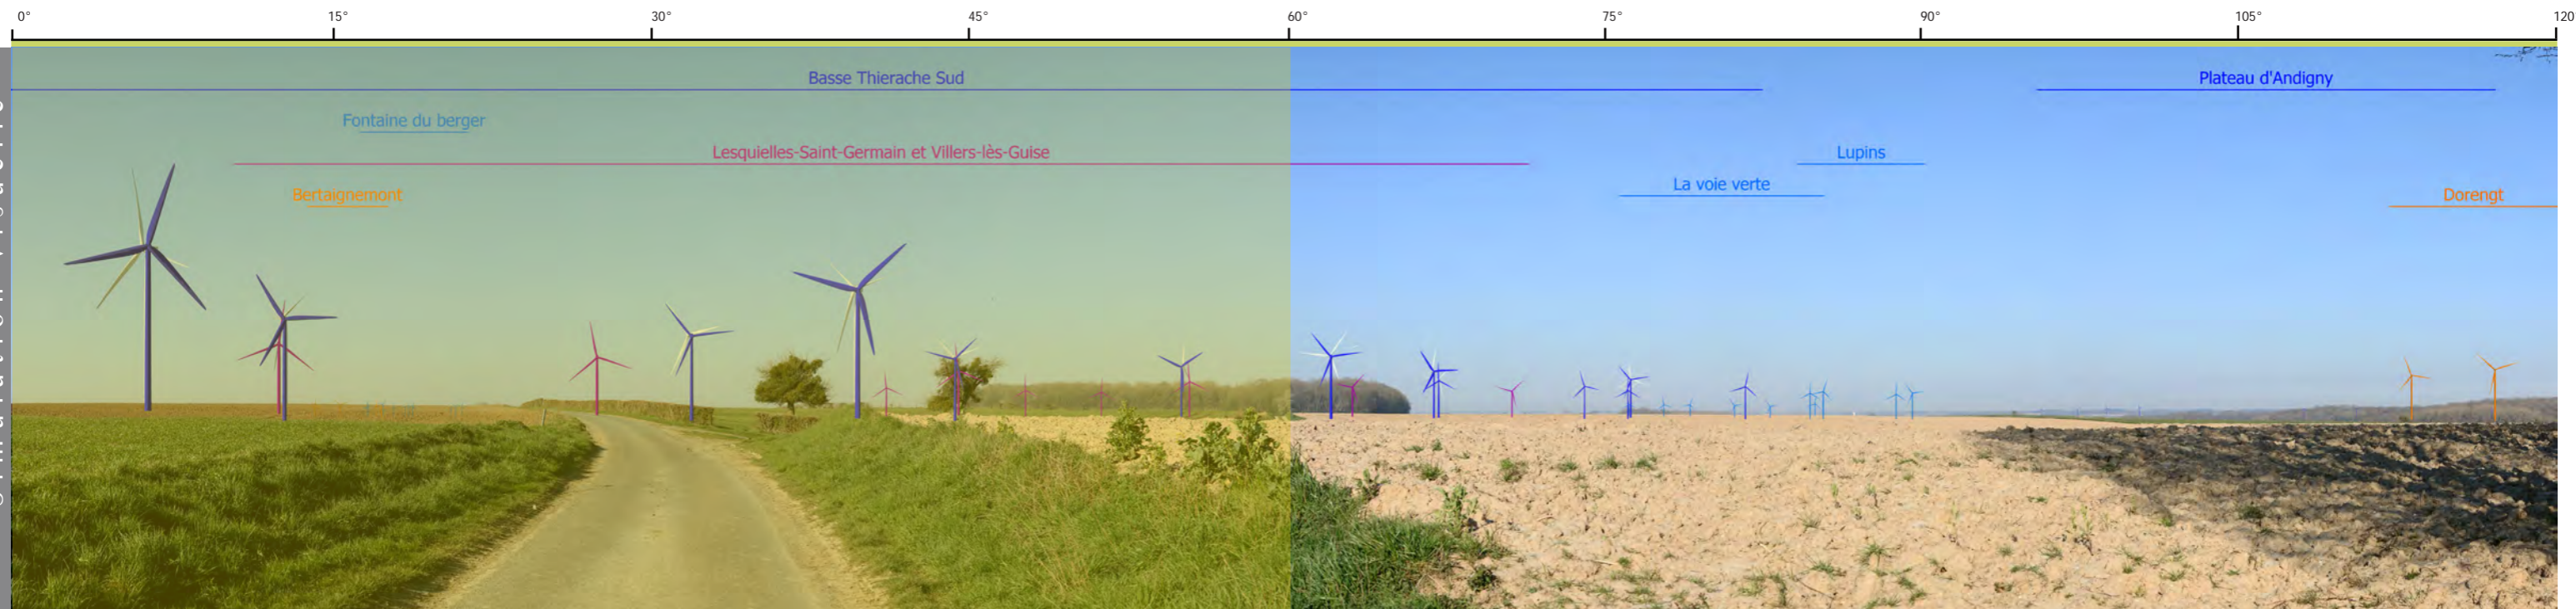 0° 15° 30° 45° 60° 75° 90° 105° 120
Basse Thierache Sud Plateau d'Andigny
Fontaine du berger
Lesquielles-Saint-Germain et Villers-lès-Guise Lupins
La voie verte
Bertaignemont Dorengt